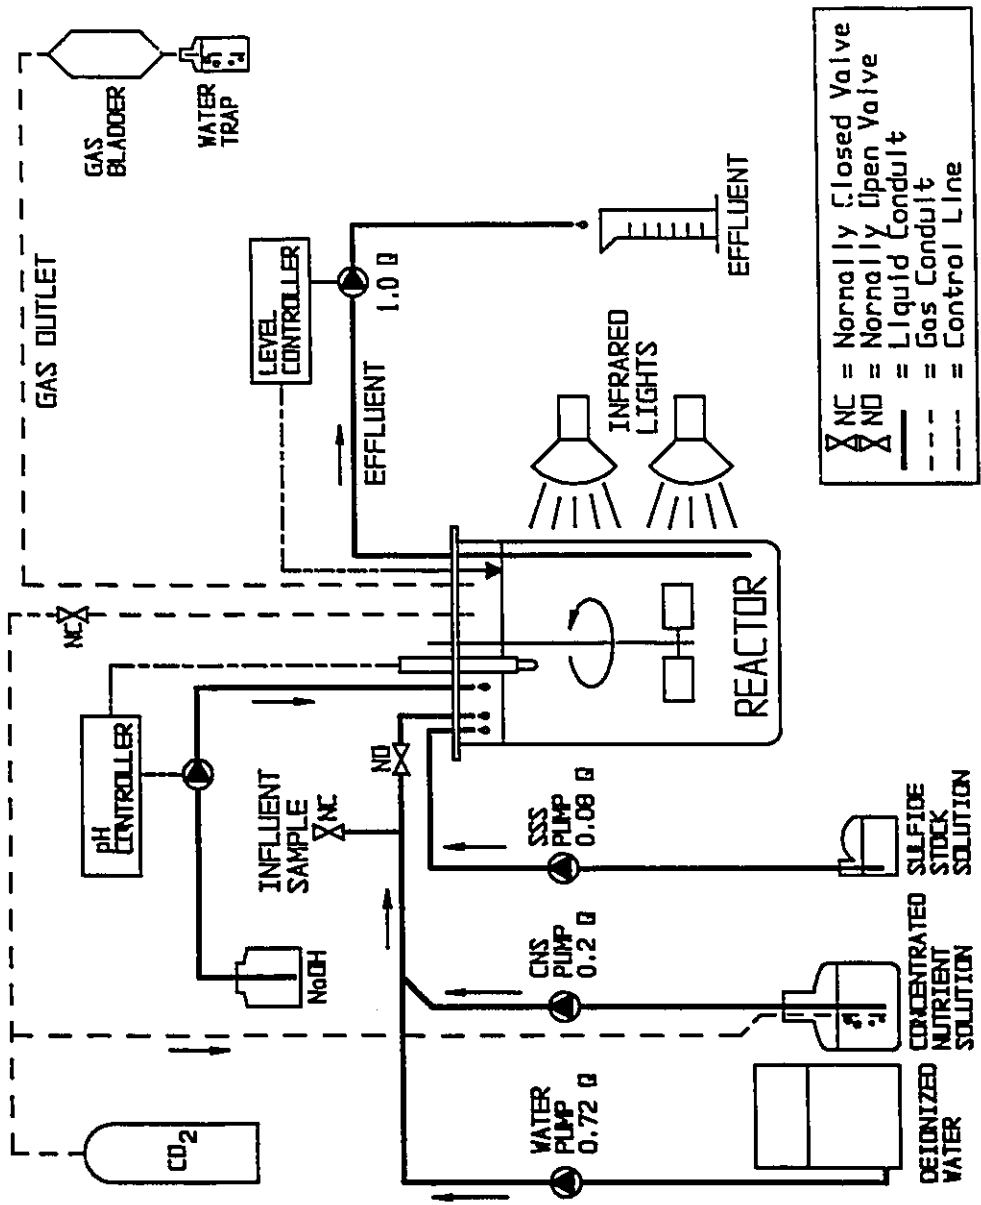 GAS
BLADDER
WATER
TRAP
GAS OUTLET
LEVEL
CONTROLLER
1.0 Q
EFFLUENT
EFFLUENT
INFRARED
LIGHTS
NC
pH
CONTROLLER
NO
INFLUENT
SAMPLE
NC
NaOH
CO2
REACTOR
SSS
PUMP
0.08 Q
CNS
PUMP
0.2 Q
WATER
PUMP
0.72 Q
SULFIDE
STOCK
SOLUTION
CONCENTRATED
NUTRIENT
SOLUTION
DEIONIZED
WATER
NC = Normally Closed Valve
NO = Normally Open Valve
= Liquid Conduit
= Gas Conduit
= Control Line